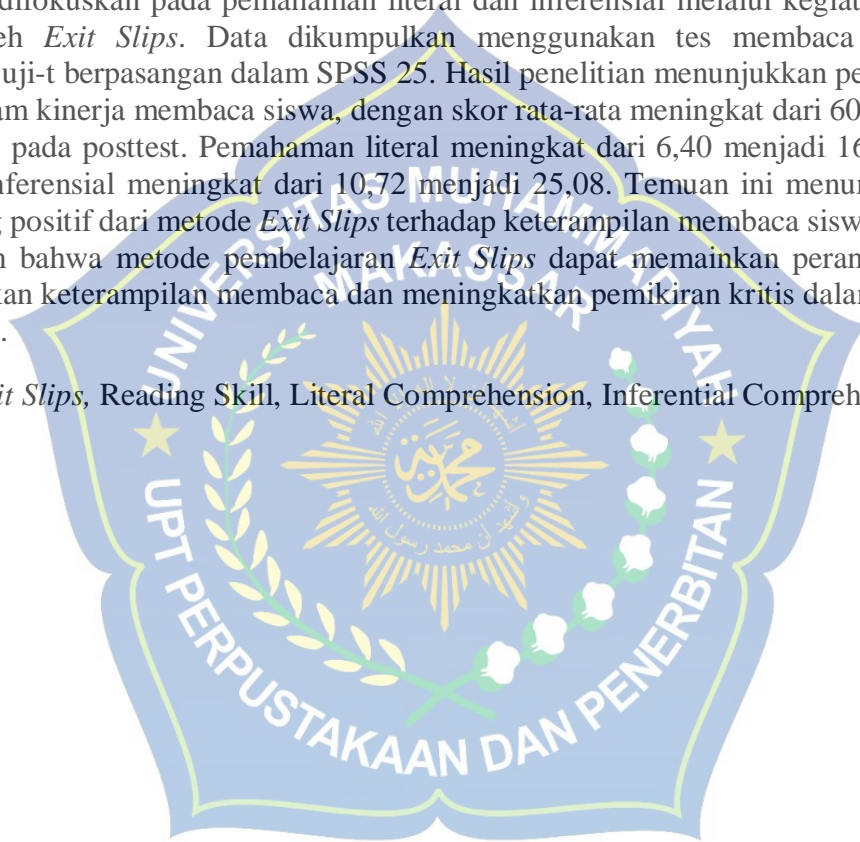 difokuskan pada pemahaman literal dan inferensial melalui kegiat
eh Exit Slips. Data dikumpulkan menggunakan tes membaca
uji-t berpasangan dalam SPSS 25. Hasil penelitian menunjukkan pe
am kinerja membaca siswa, dengan skor rata-rata meningkat dari 60
pada posttest. Pemahaman literal meningkat dari 6,40 menjadi 16
nferensial meningkat dari 10,72 menjadi 25,08. Temuan ini menun
g positif dari metode Exit Slips terhadap keterampilan membaca sisw
n bahwa metode pembelajaran Exit Slips dapat memainkan peran
kan keterampilan membaca dan meningkatkan pemikiran kritis dalam
.
it Slips, Reading Skill, Literal Comprehension, Inferential Compreh
UNIVERSITAS MUHAMMADIYAH
MAKASSAR
UPT PERPUSTAKAAN DAN PENERBITAN